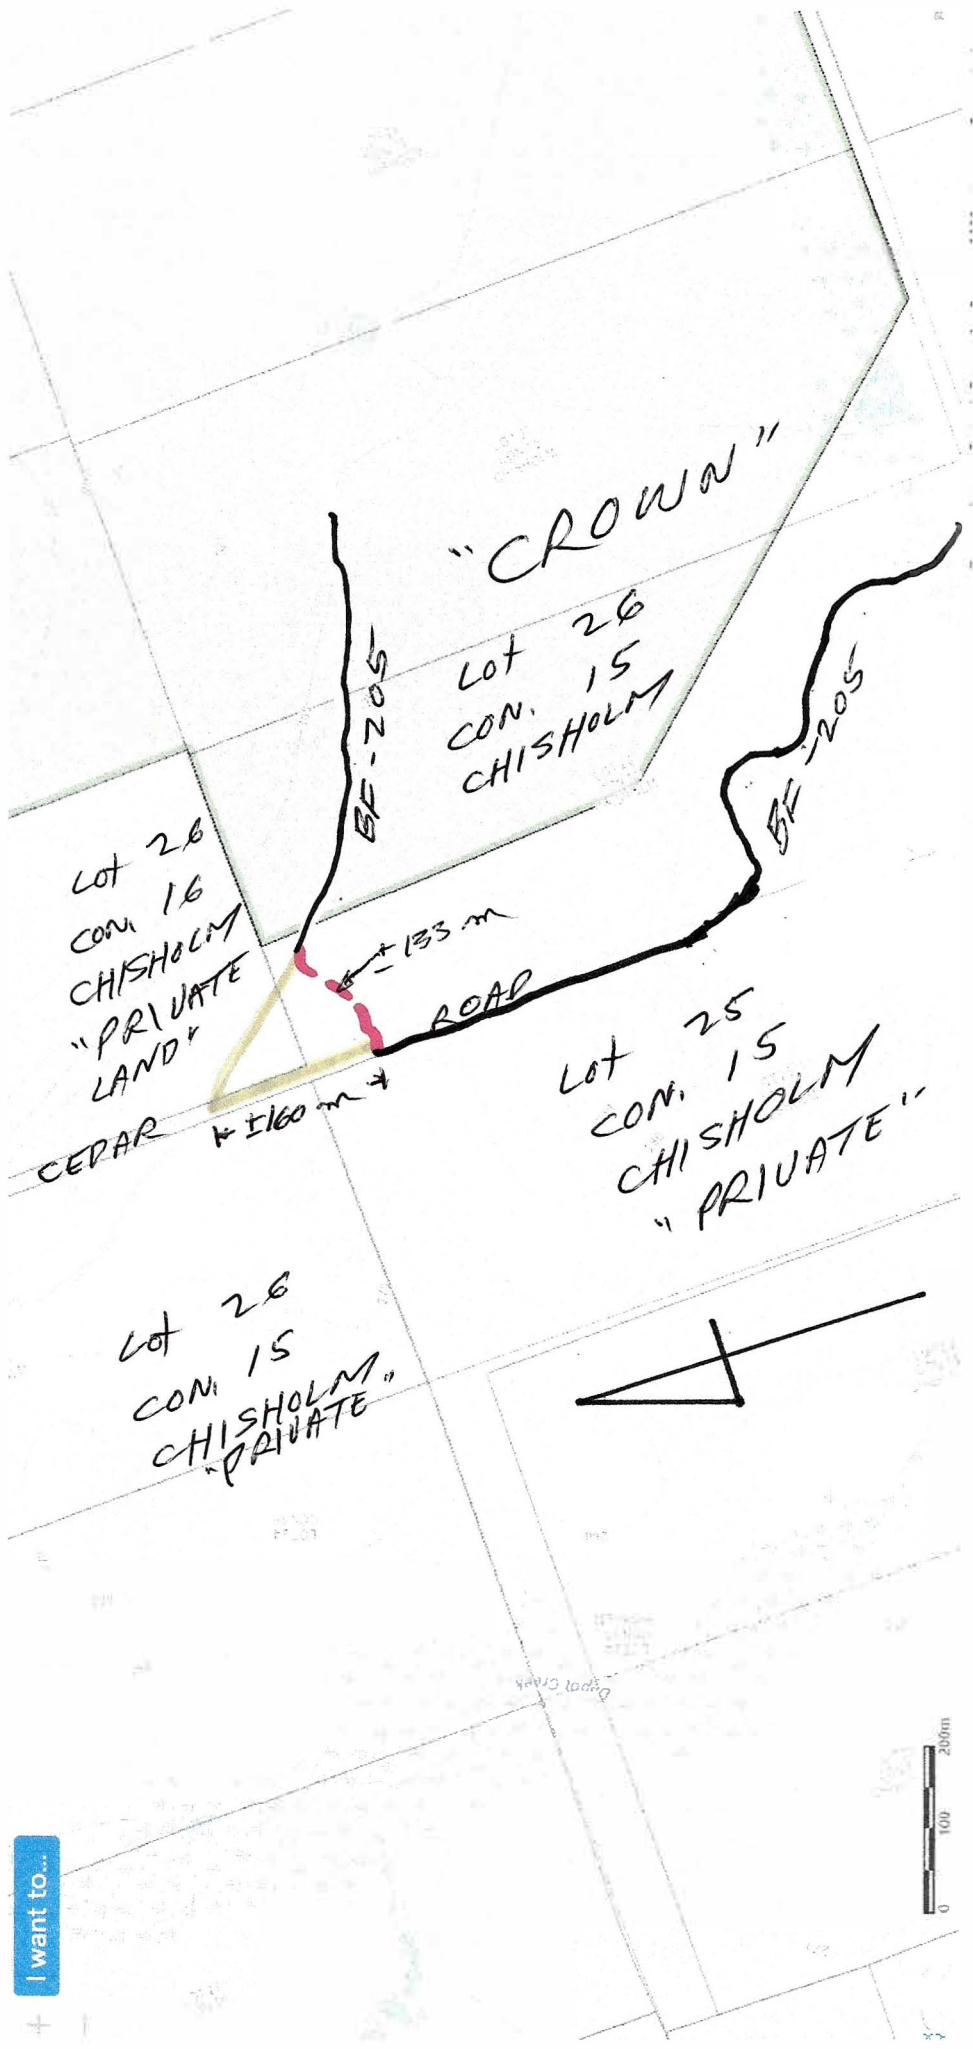 "CROWN"
Lot 26
CON. 15
CHISHOLM
BF-205
BF-205
Lot 26
CON. 16
CHISHOLM
"PRIVATE
LAND"
± 133 m
ROAD
CEDAR
± 160 m
Lot 25
CON. 15
CHISHOLM
"PRIVATE"
Lot 26
CON. 15
CHISHOLM
"PRIVATE"
Depot Creek
I want to...
0 100 200m